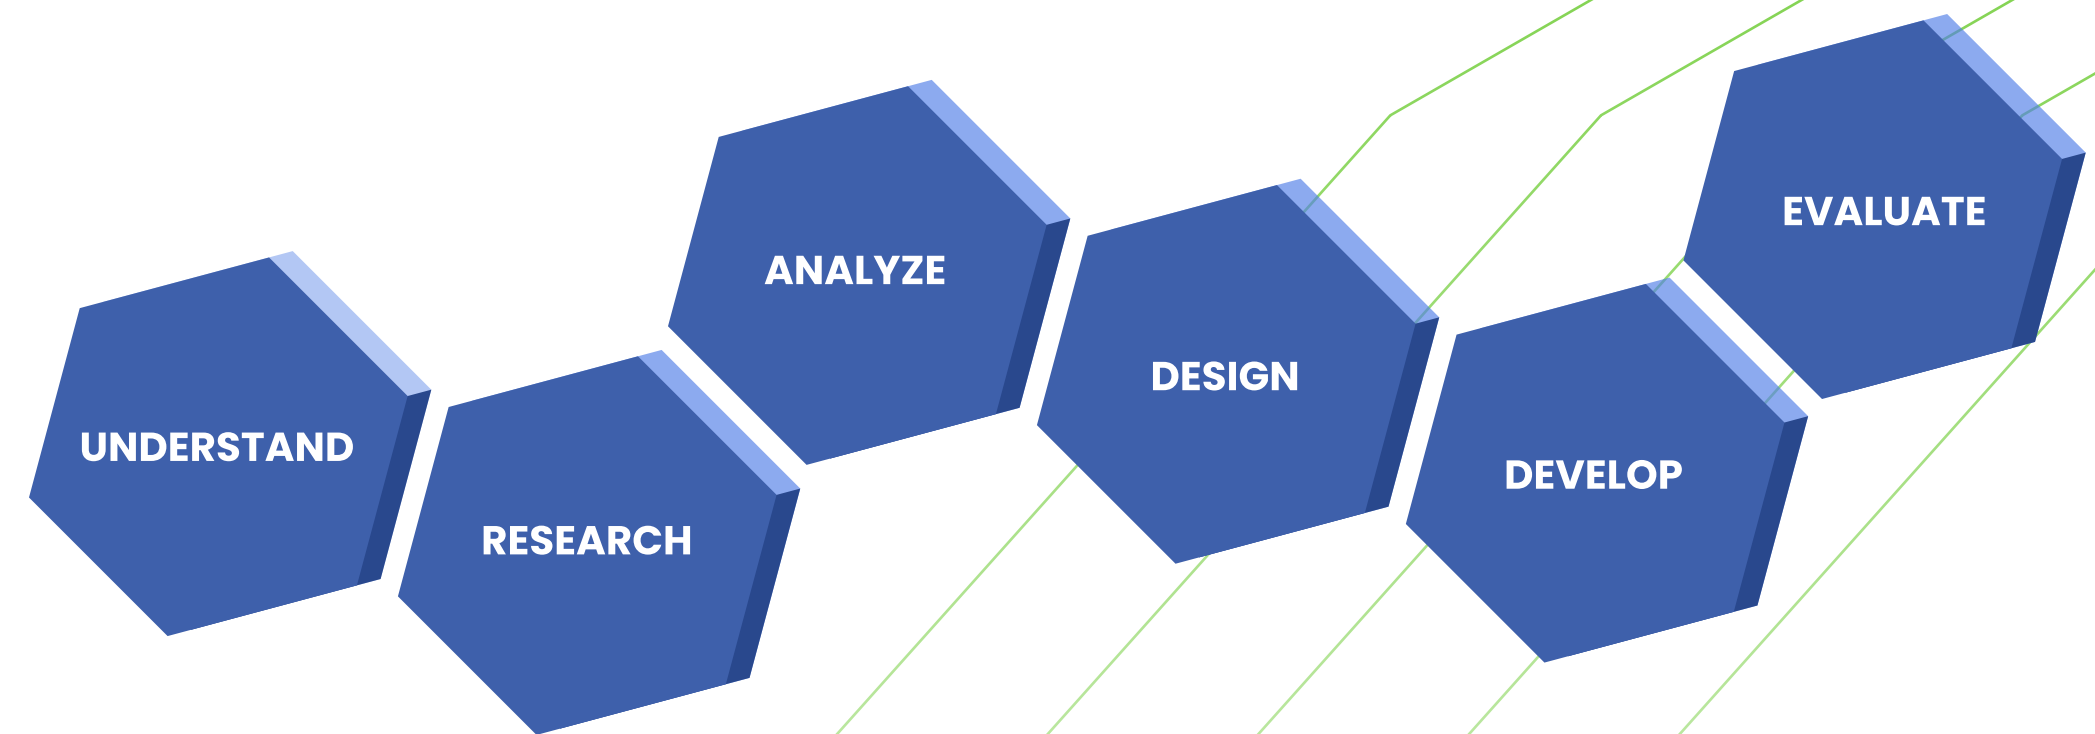 UNDERSTAND
RESEARCH
ANALYZE
DESIGN
DEVELOP
EVALUATE